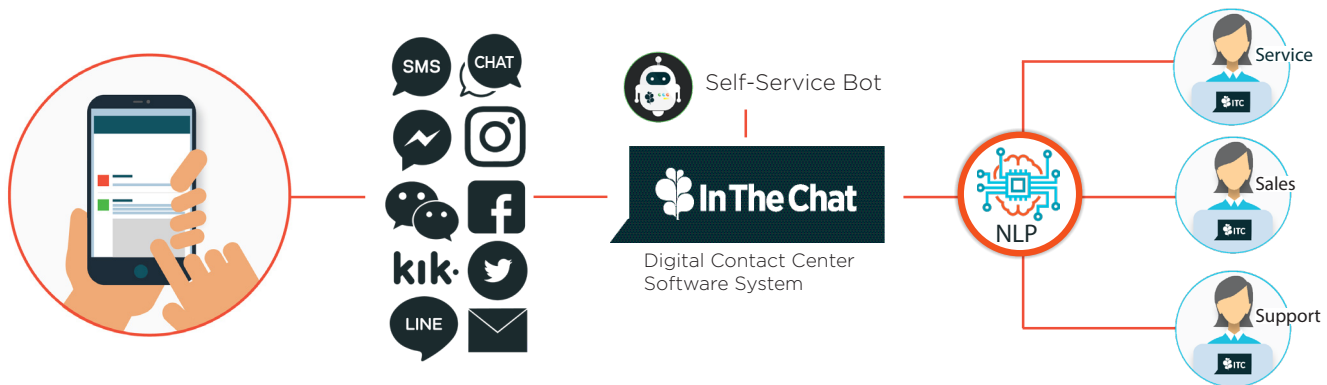 SMS
CHAT
kik·
LINE
Self-Service Bot
In The Chat
Digital Contact Center
Software System
NLP
Service
ITC
Sales
ITC
Support
ITC